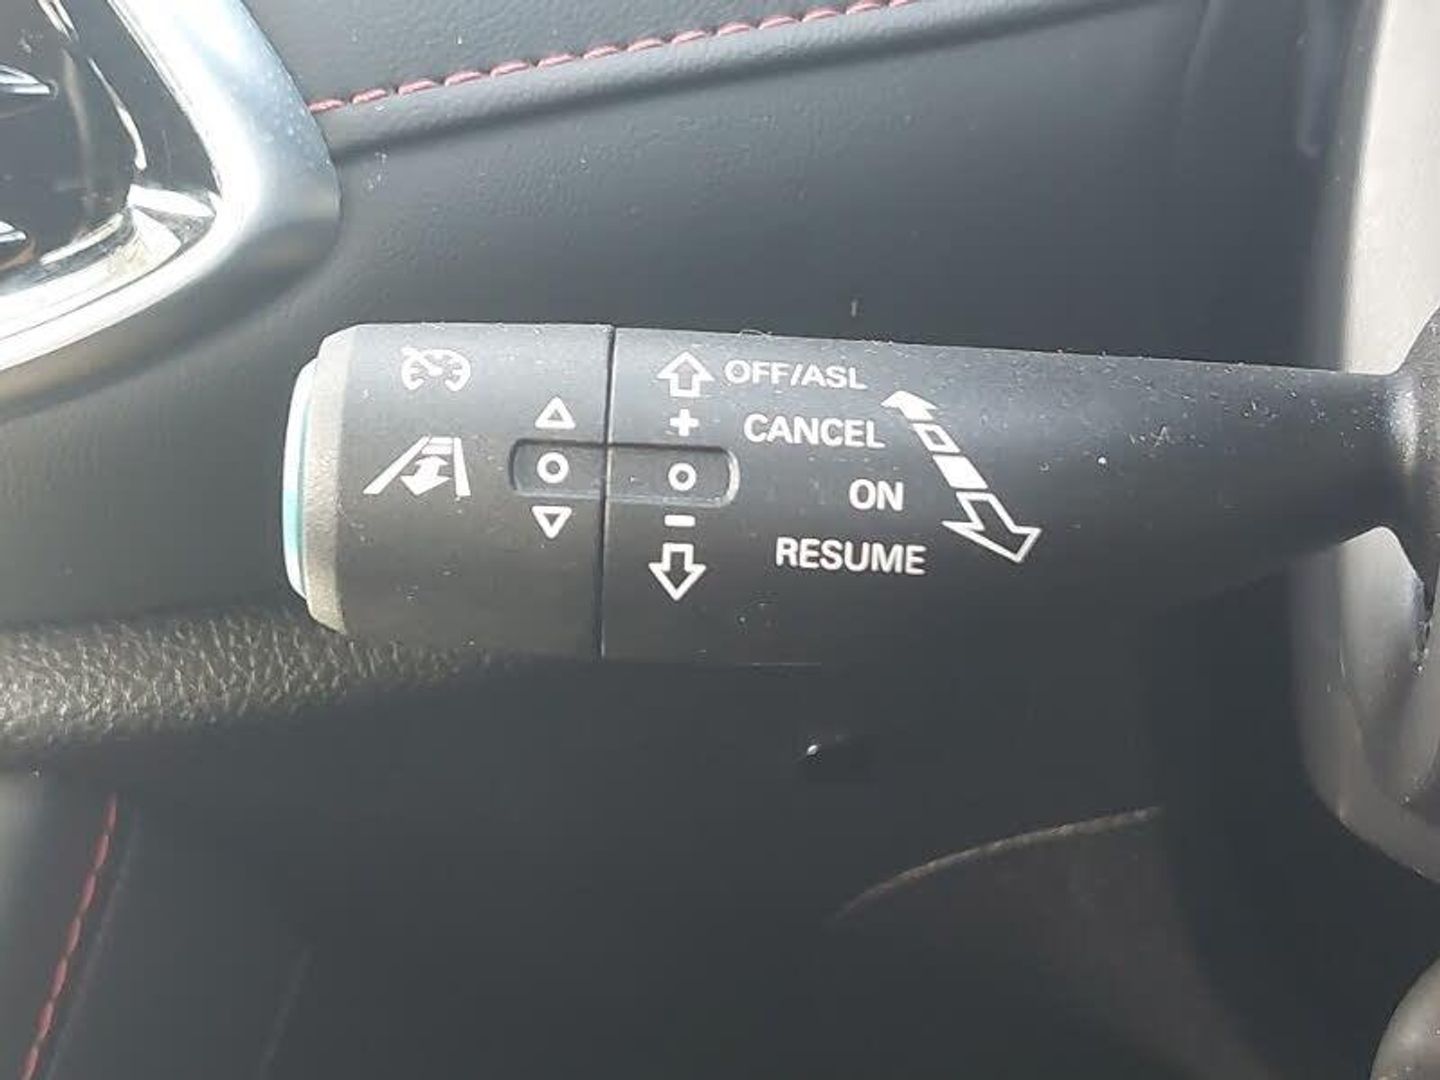 OFF/ASL
+
CANCEL
ON
-
RESUME